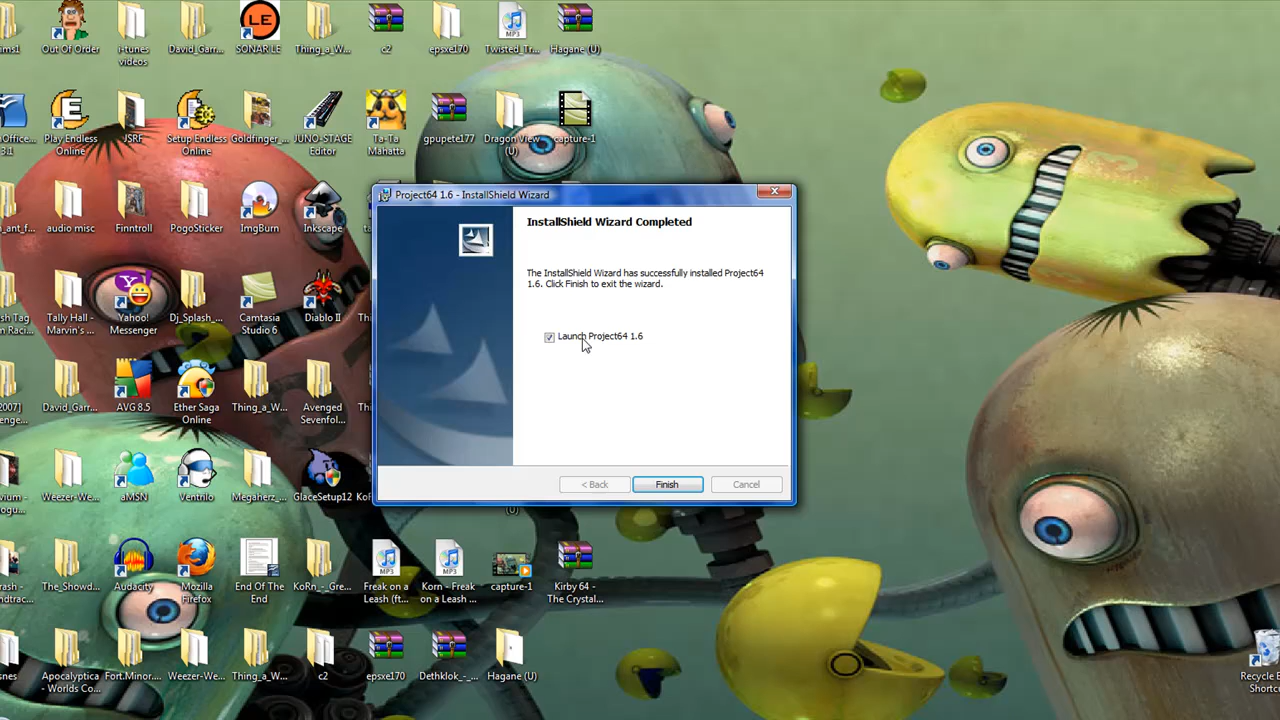 Out Of Order
i-tunes
videos
David_Garr...
SONAR LE
Thing_a_W...
c2
epsxe170
Twisted_Tr...
Hagane (U)
Play Endless
Online
JSRF
Setup Endless
Online
Goldfinger_...
JUNO-STAGE
Editor
Ta-Ta
Mahatta
gpupete177
Dragon View
(U)
capture-1
audio misc
Finntroll
PogoSticker
ImgBurn
Inkscape
Tally Hall -
Marvin's ...
Yahoo!
Messenger
Dj_Splash_...
Camtasia
Studio 6
Diablo II
David_Garr...
AVG 8.5
Ether Saga
Online
Thing_a_W...
Avenged
Sevenfol...
Weezer-We...
aMSN
Ventrilo
Megaherz_...
GlaceSetup12
(U)
The_Showd...
Audacity
Mozilla
Firefox
End Of The
End
KoRn_-_Gre...
Freak on a
Leash (ft...
Korn - Freak
on a Leash ...
capture-1
Kirby 64 -
The Crystal...
Apocalyptica
- Worlds Co...
Fort.Minor....
Weezer-We...
Thing_a_W...
c2
epsxe170
Dethklok_-_...
Hagane (U)
Recycle B
Shortc
Project64 1.6 - InstallShield Wizard
InstallShield Wizard Completed
The InstallShield Wizard has successfully installed Project64
1.6. Click Finish to exit the wizard.
Launch Project64 1.6
< Back
Finish
Cancel